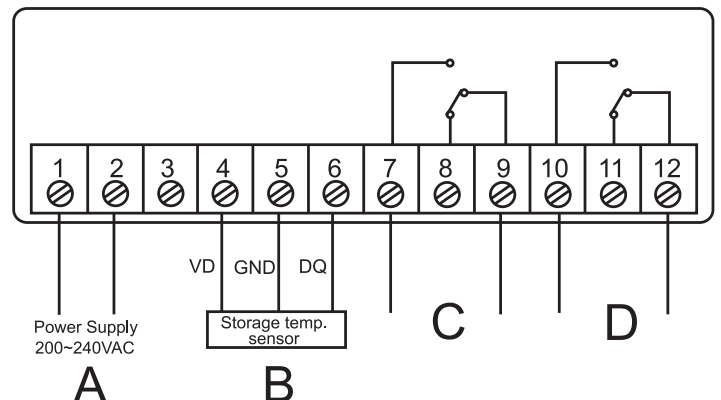 1 2 3 4 5 6 7 8 9 10 11 12
VD GND DQ
Power Supply
200~240VAC
Storage temp.
sensor
A B C D